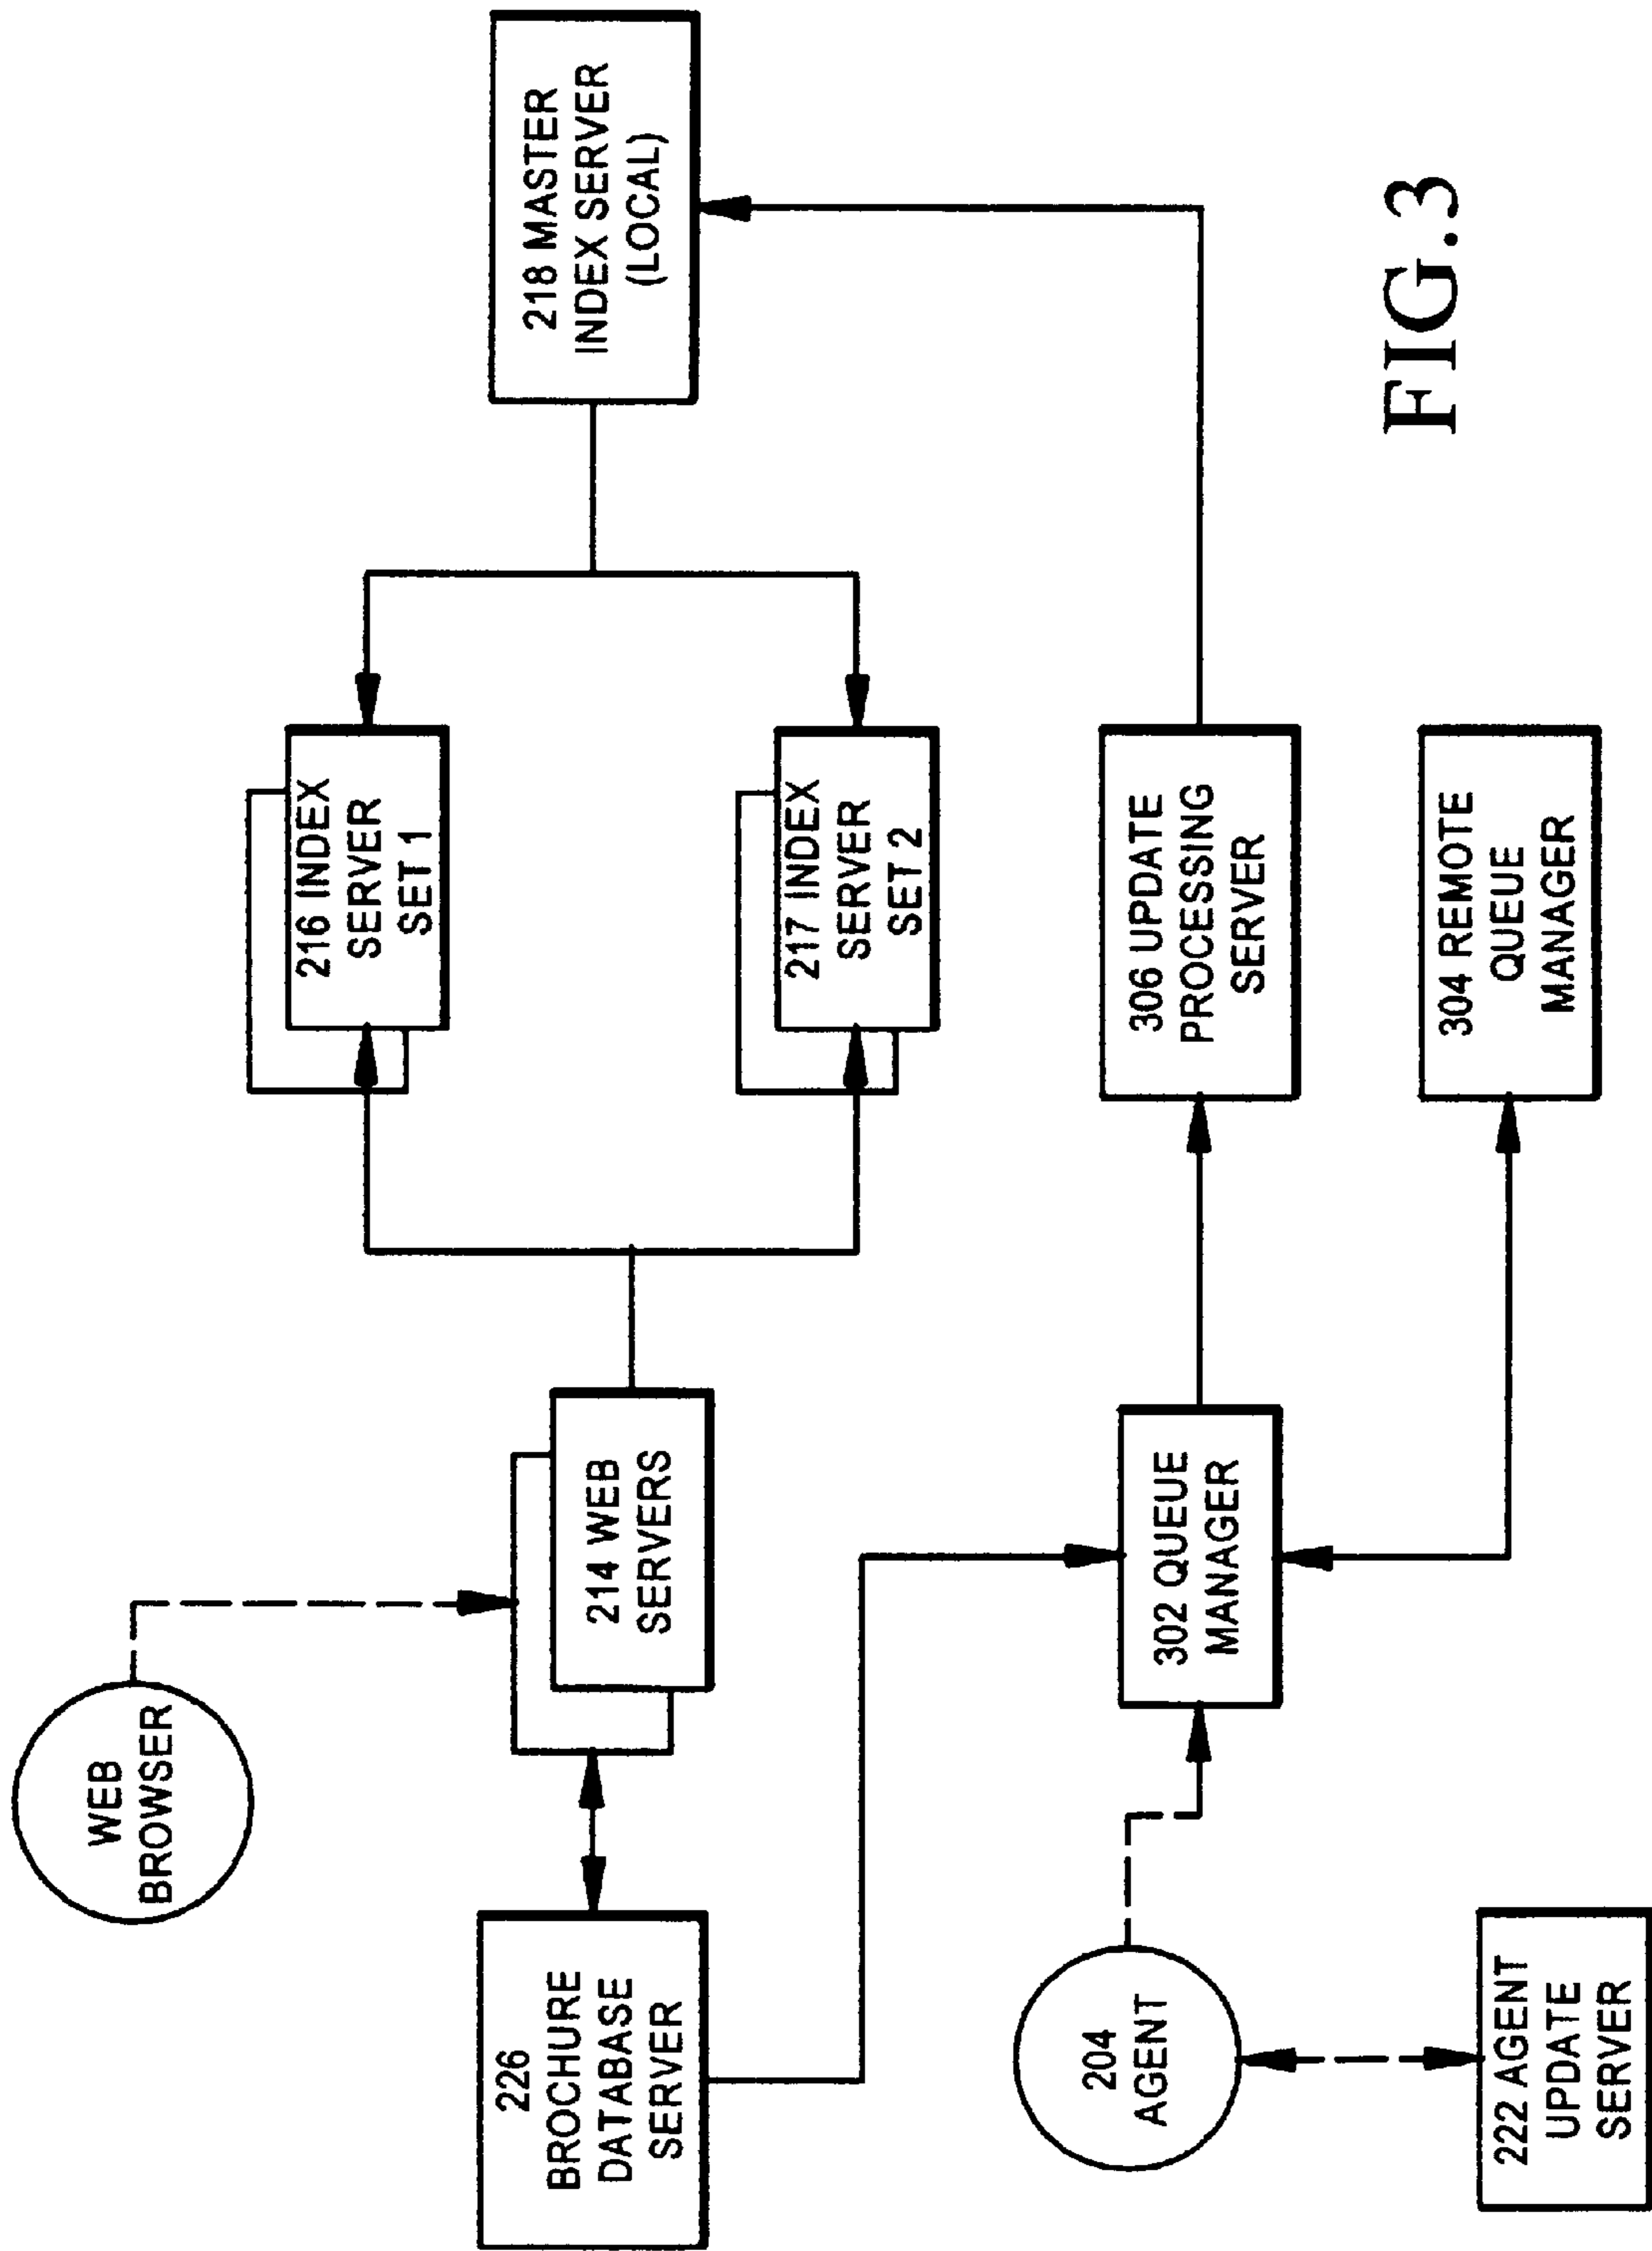 WEB
BROWSER
226
BROCHURE
DATABASE
SERVER
214 WEB
SERVERS
216 INDEX
SERVER
SET 1
217 INDEX
SERVER
SET 2
218 MASTER
INDEX SERVER
(LOCAL)
204
AGENT
302 QUEUE
MANAGER
306 UPDATE
PROCESSING
SERVER
222 AGENT
UPDATE
SERVER
304 REMOTE
QUEUE
MANAGER
FIG.3